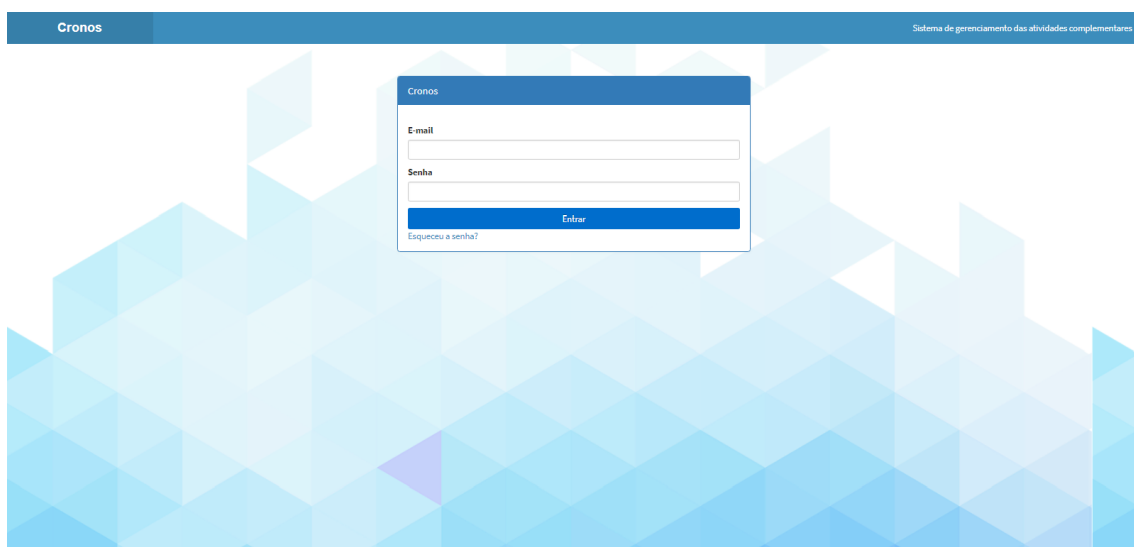 Cronos
Sistema de gerenciamento das atividades complementares
Cronos
E-mail
Senha
Entrar
Esqueceu a senha?